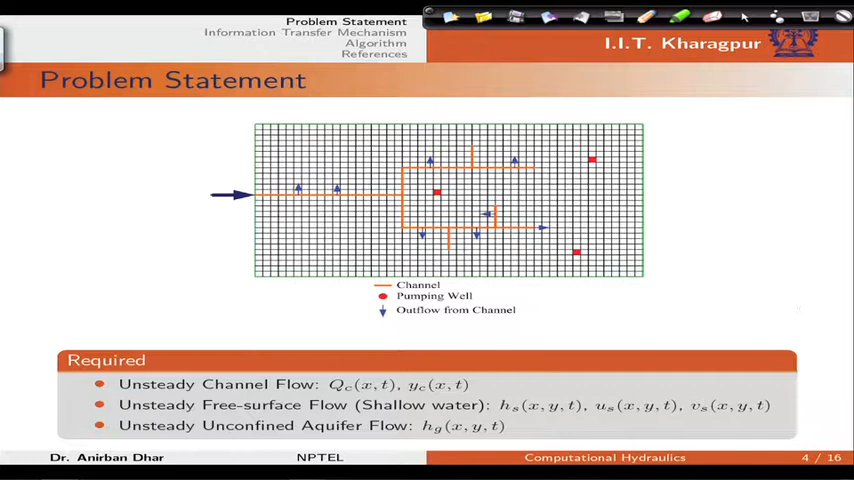 Problem Statement
Information Transfer Mechanism
Algorithm
References
I.I.T. Kharagpur
Problem Statement
Channel
Pumping Well
Outflow from Channel
Required
Unsteady Channel Flow: Q_c(x,t), y_c(x,t)
Unsteady Free-surface Flow (Shallow water): h_s(x,y,t), u_s(x,y,t), v_s(x,y,t)
Unsteady Unconfined Aquifer Flow: h_g(x,y,t)
Dr. Anirban Dhar NPTEL Computational Hydraulics 4 / 16